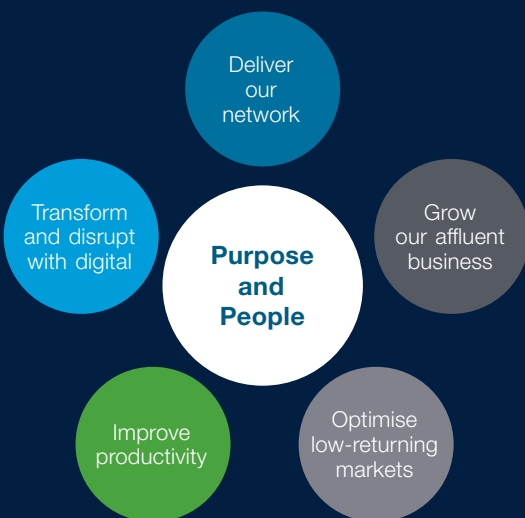 Deliver
our
network
Transform
and disrupt
with digital
Grow
our affluent
business
Purpose
and
People
Improve
productivity
Optimise
low-returning
markets